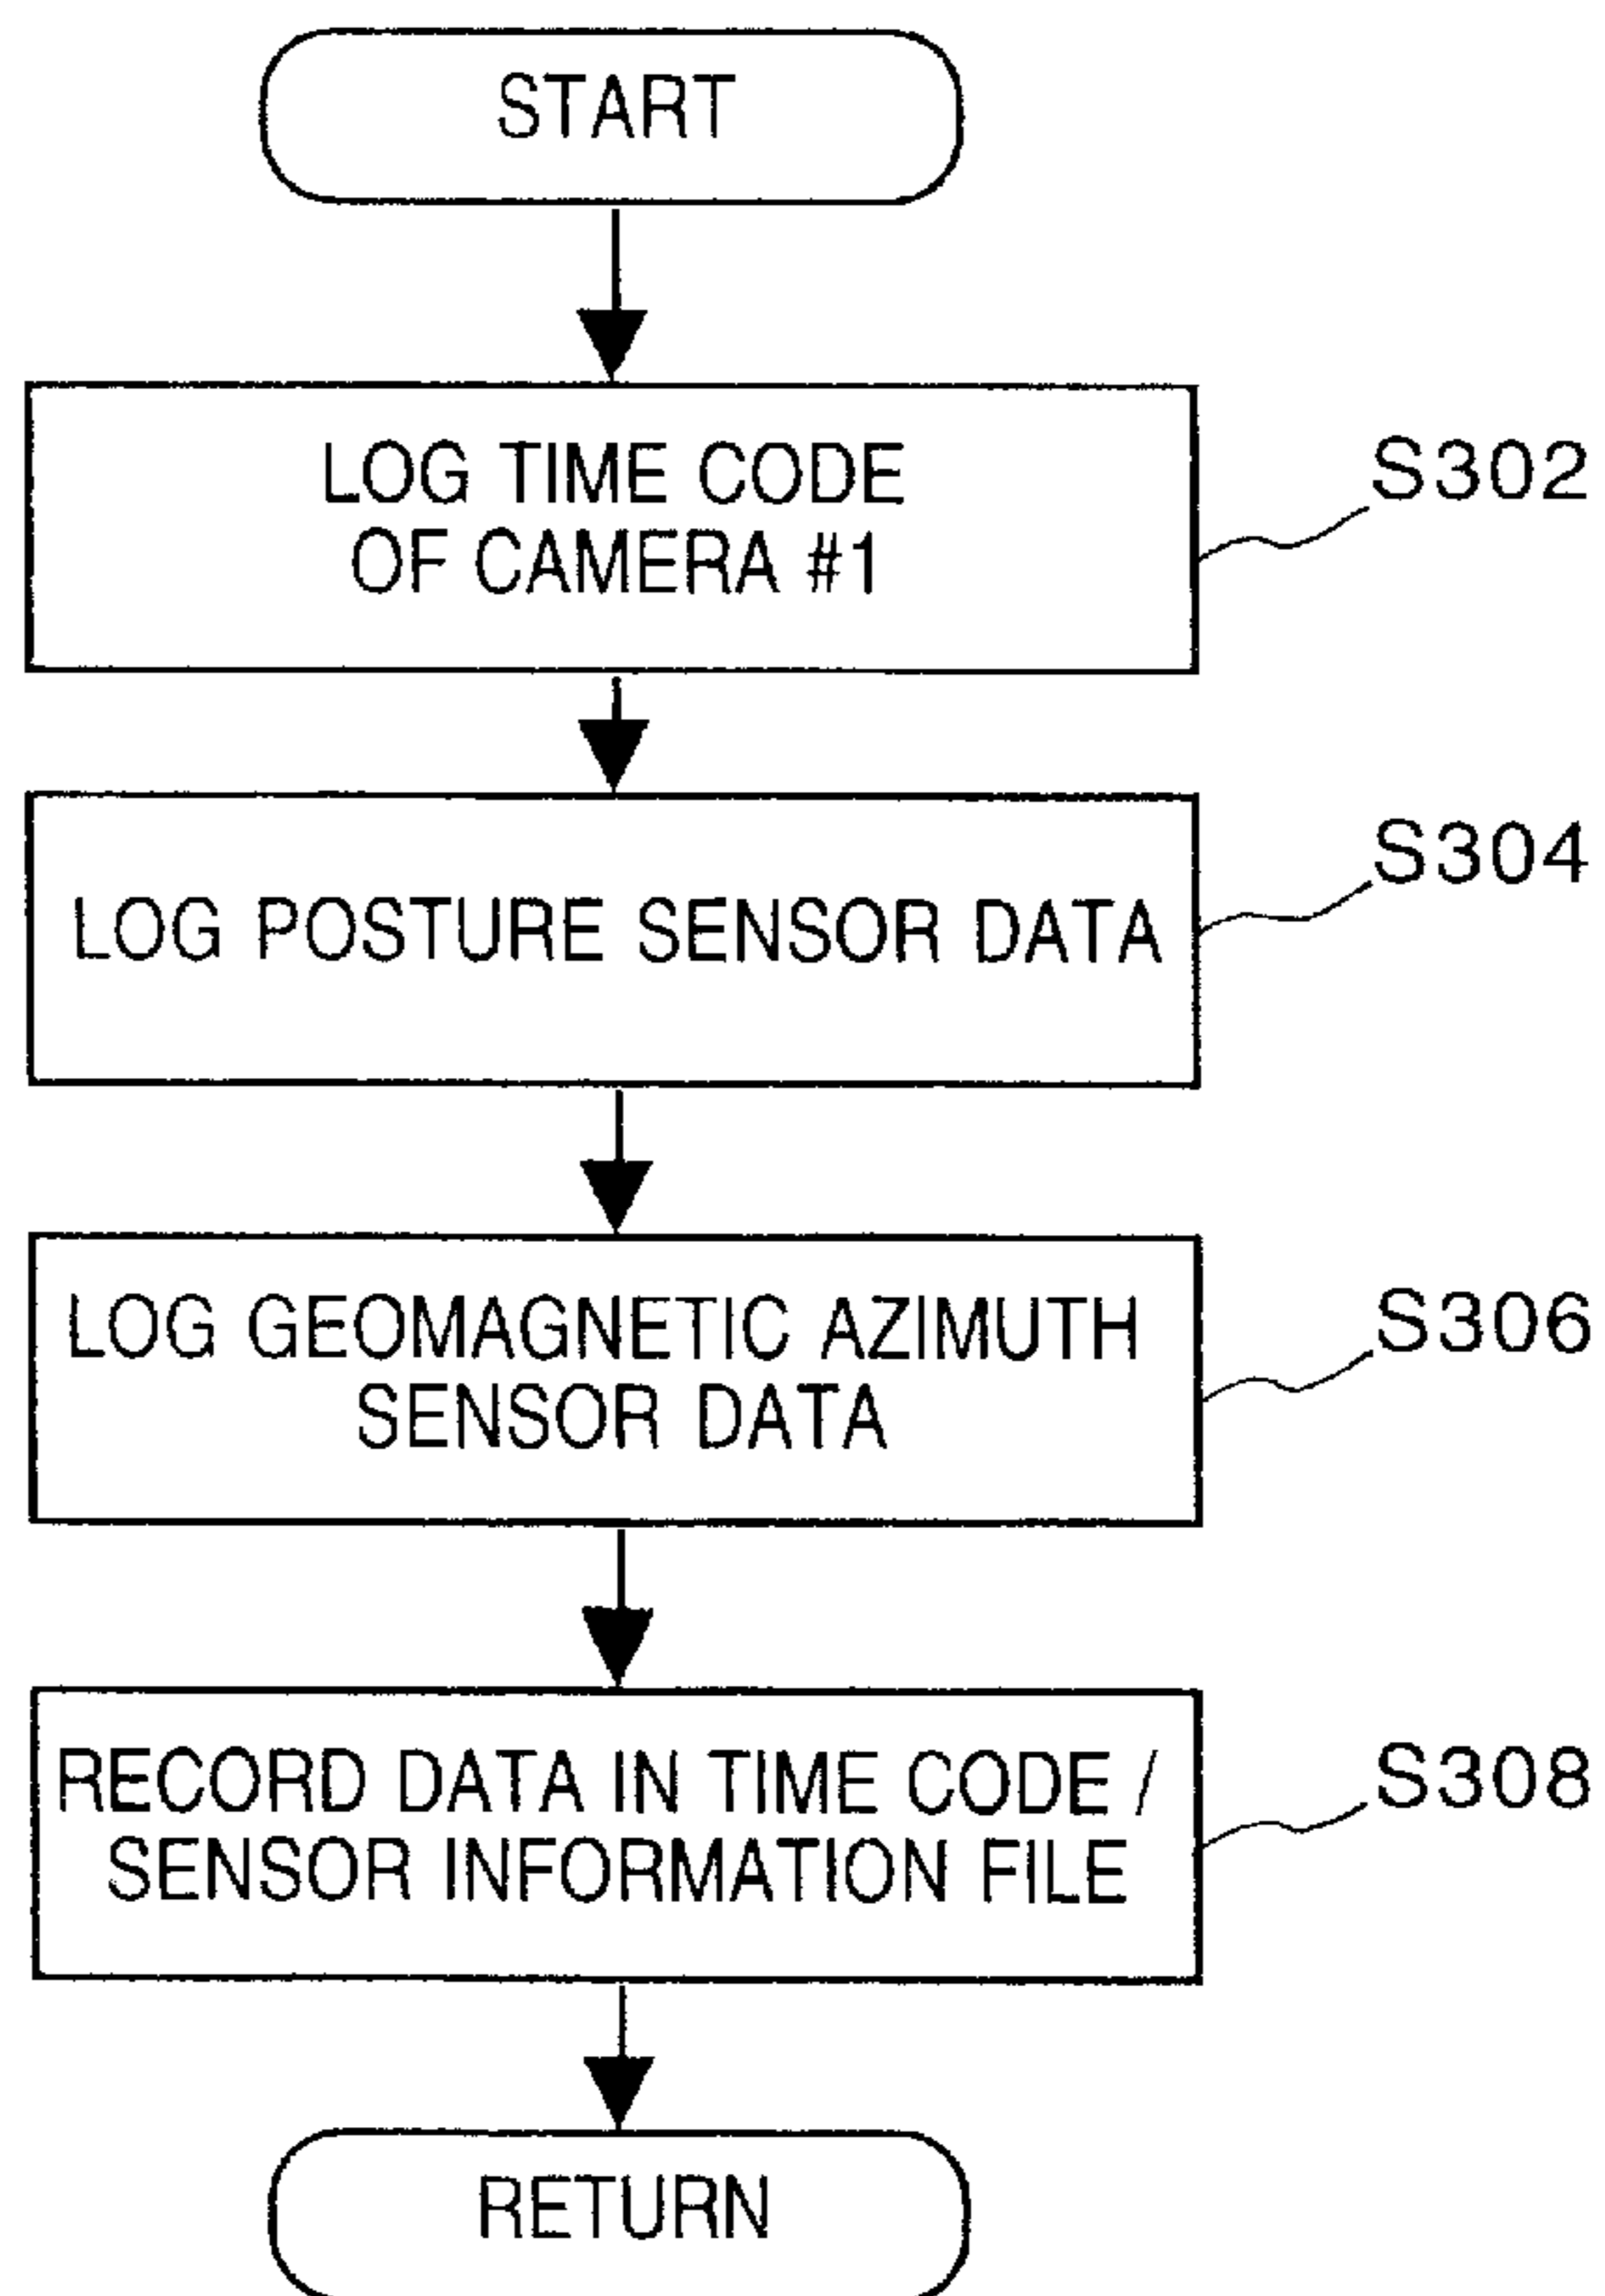 START
LOG TIME CODE
OF CAMERA #1
S302
LOG POSTURE SENSOR DATA
S304
LOG GEOMAGNETIC AZIMUTH
SENSOR DATA
S306
RECORD DATA IN TIME CODE /
SENSOR INFORMATION FILE
S308
RETURN